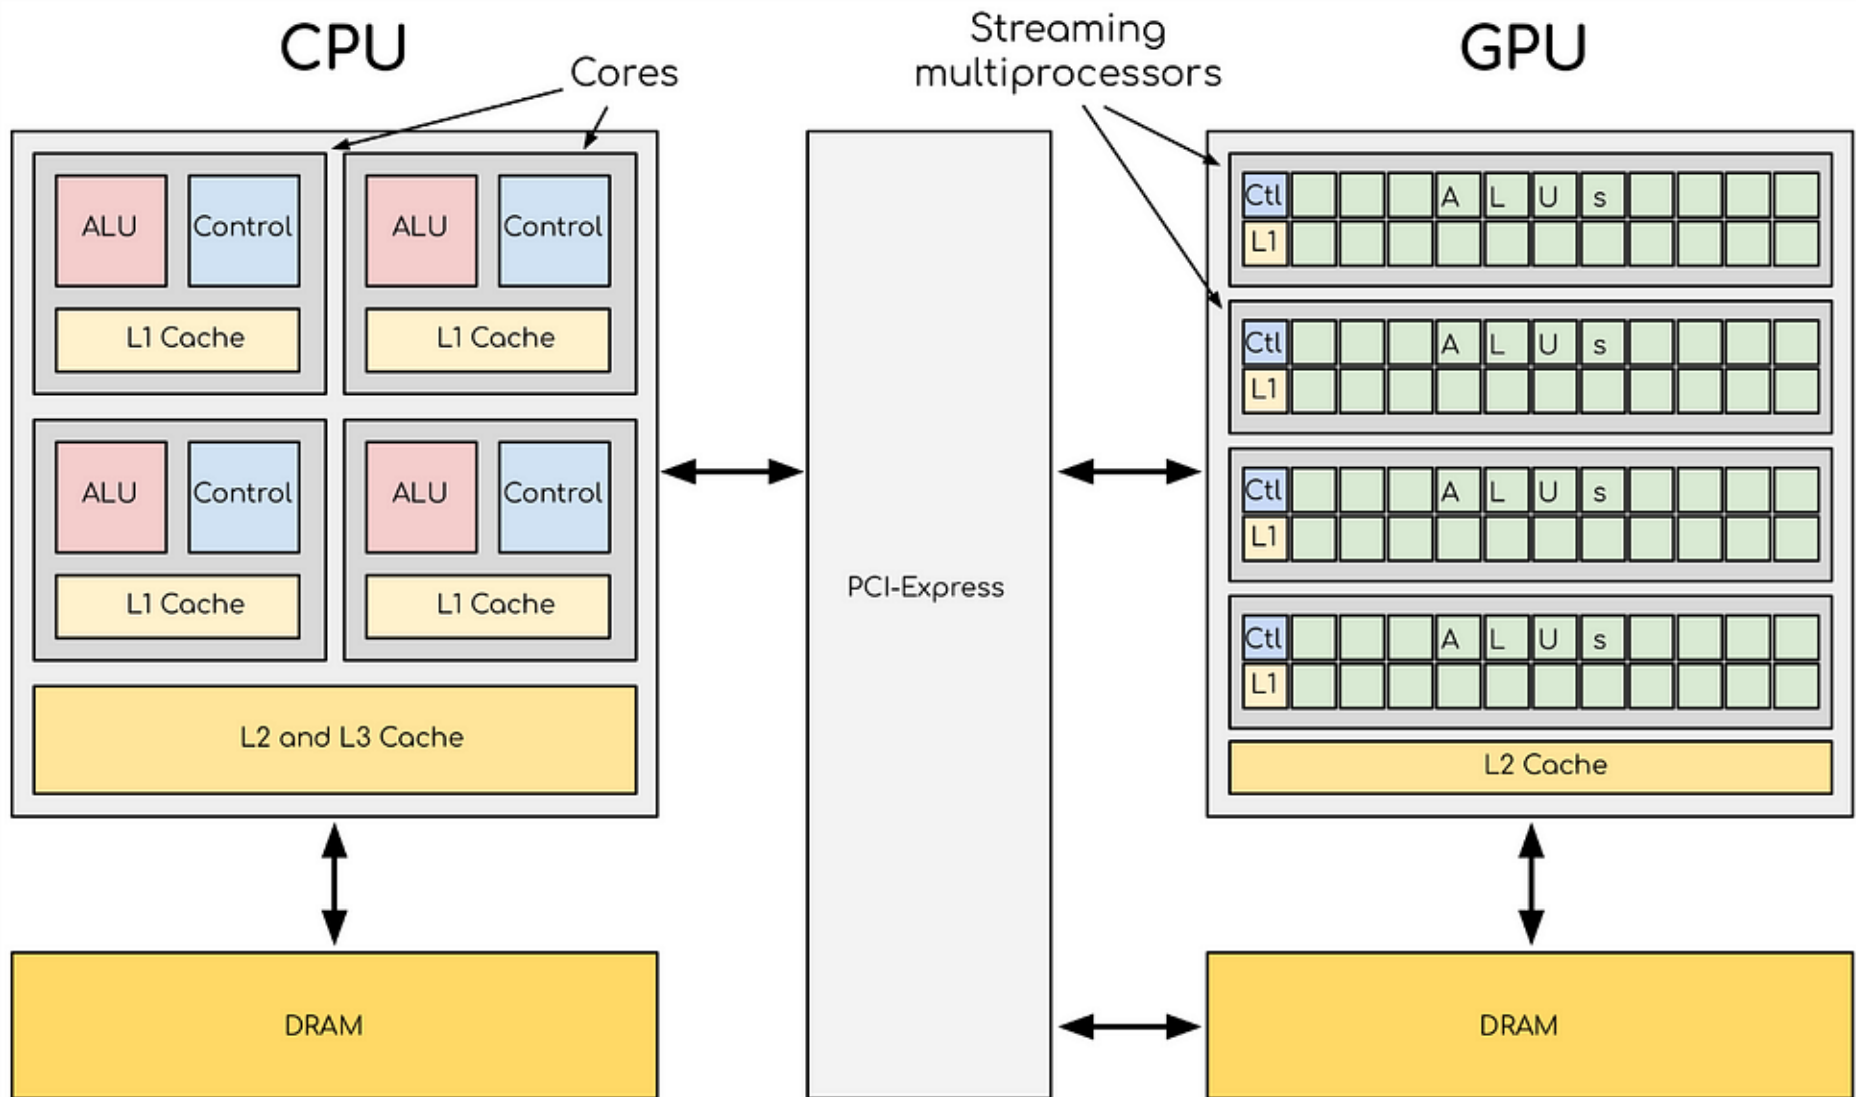 CPU
Streaming
multiprocessors
GPU
Cores
ALU Control
L1 Cache
ALU Control
L1 Cache
ALU Control
L1 Cache
ALU Control
L1 Cache
L2 and L3 Cache
DRAM
PCI-Express
Ctl A L U s
L1
Ctl A L U s
L1
Ctl A L U s
L1
Ctl A L U s
L1
L2 Cache
DRAM